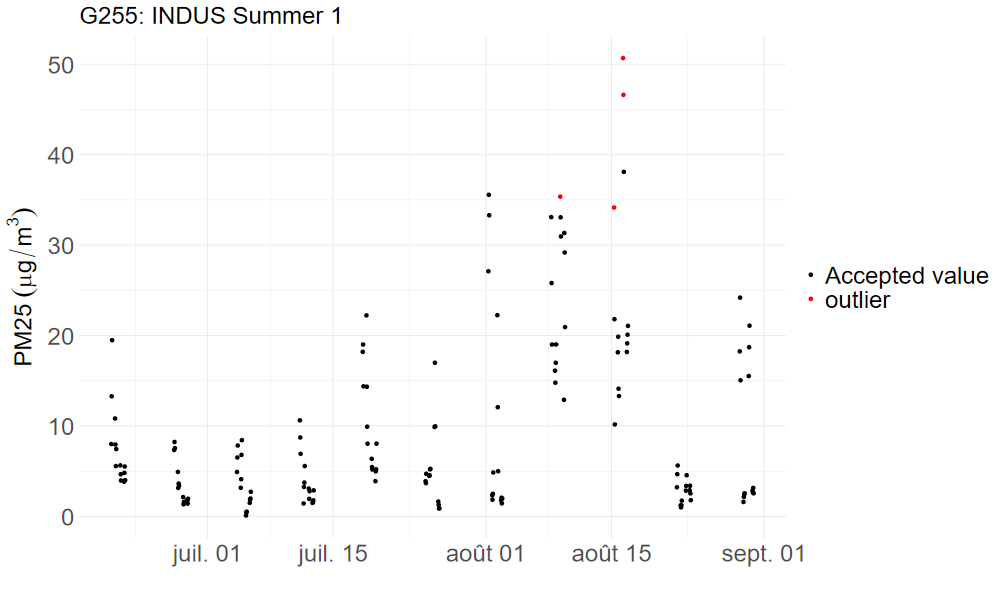 G255: INDUS Summer 1
PM25 (μg/m³)
50
40
30
20
10
0
juil. 01 juil. 15 août 01 août 15 sept. 01
Accepted value
outlier